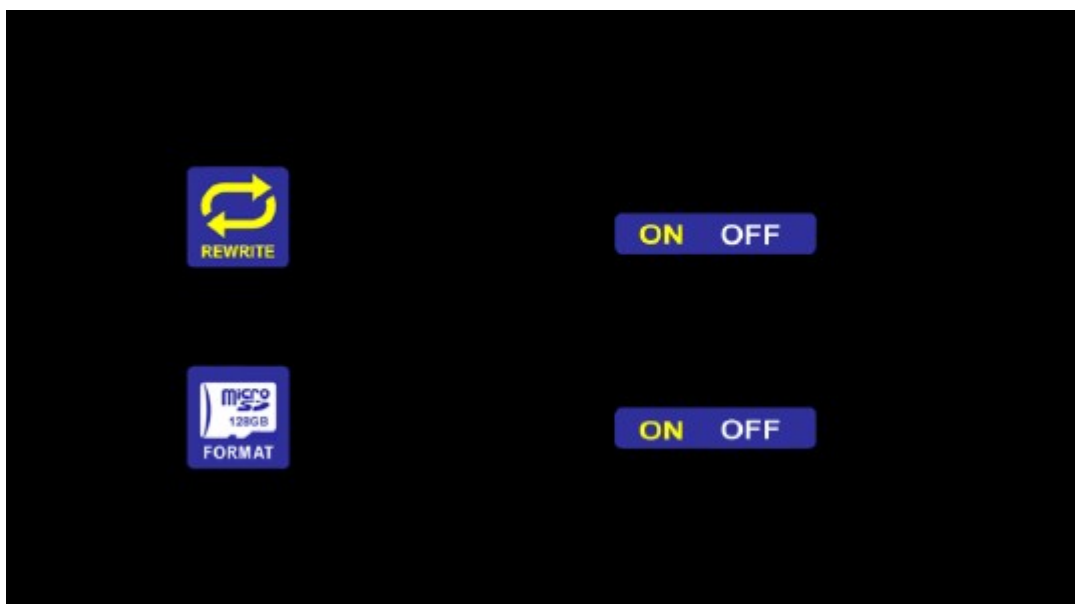 REWRITE
ON OFF
micro
SD
128GB
FORMAT
ON OFF